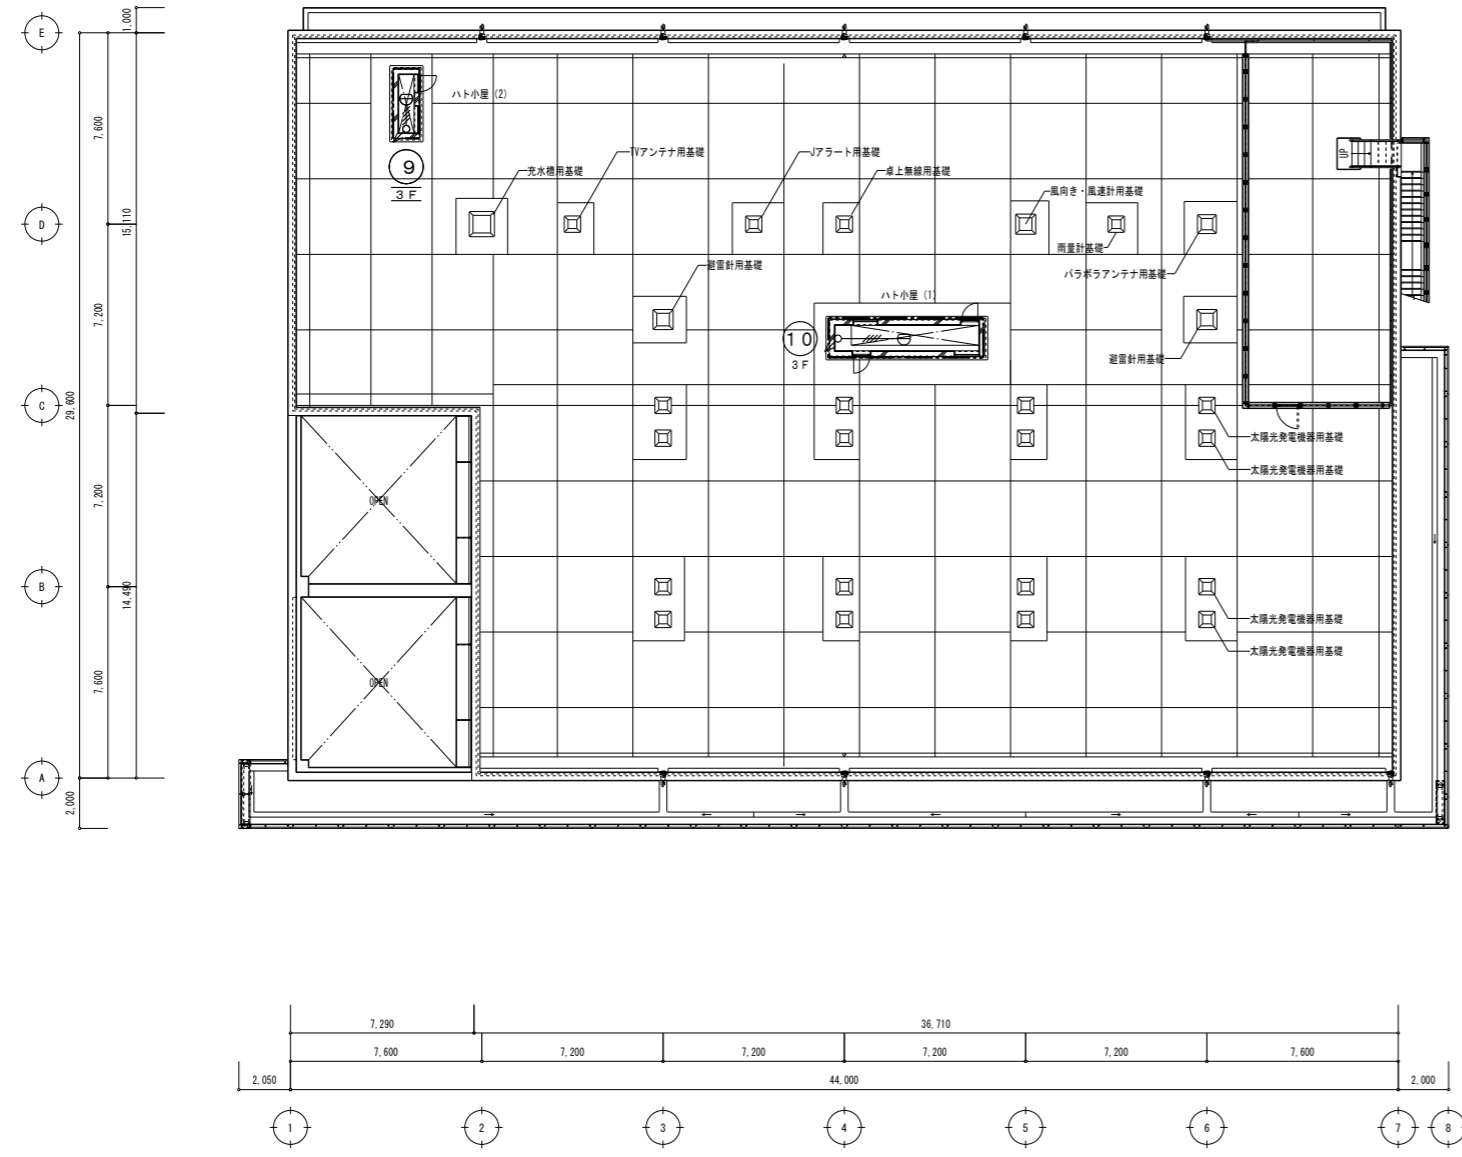 E
1,000
ハト小屋 (2)
7,600
TVアンテナ用基礎
Jアラート用基礎
卓上無線用基礎
充水槽用基礎
UP
9
3F
風向き・風速計用基礎
D
15,110
雨量計基礎
パラボラアンテナ用基礎
避雷針用基礎
ハト小屋 (1)
7,200
10
3F
避雷針用基礎
C
29,600
太陽光発電機器用基礎
太陽光発電機器用基礎
OPEN
7,200
B
14,490
太陽光発電機器用基礎
太陽光発電機器用基礎
OPEN
7,600
A
2,000
7,290
36,710
7,600
7,200
7,200
7,200
7,200
7,600
2,050
44,000
2,000
1
2
3
4
5
6
7
8